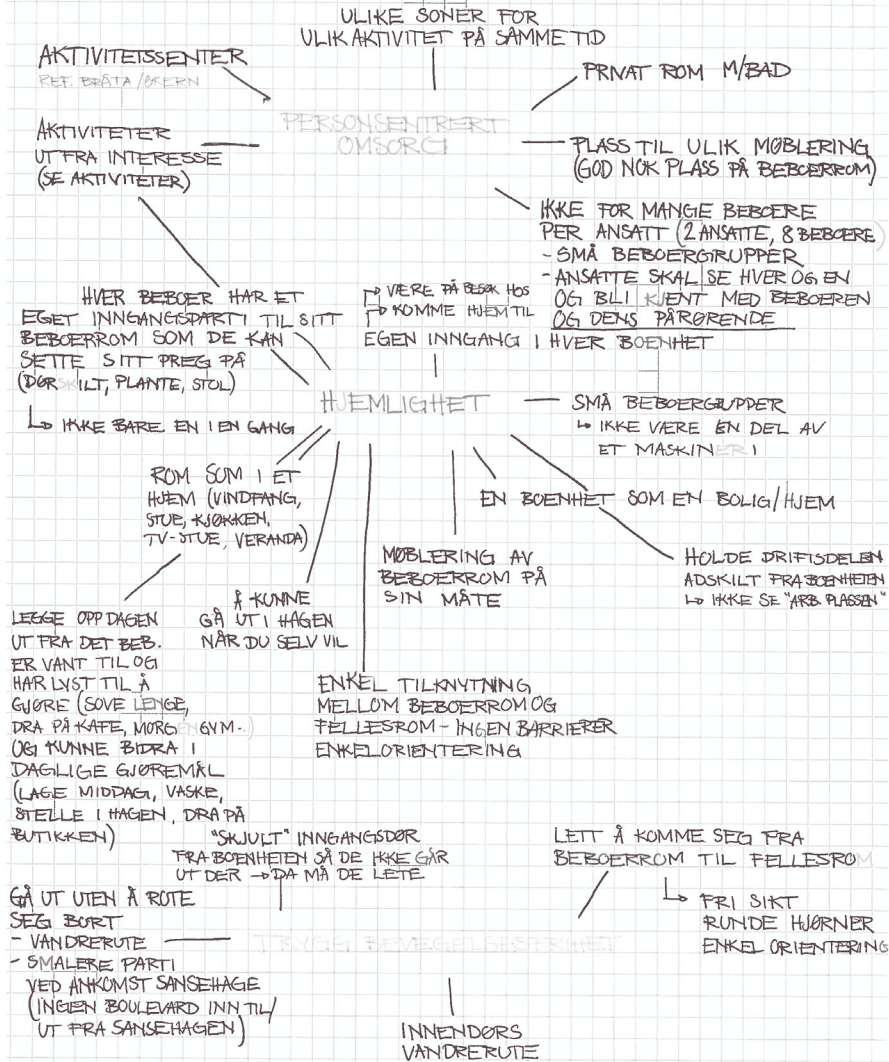 ULIKE SONER FOR
ULIK AKTIVITET PÅ SAMME TID
AKTIVITETSSENTER
REF. BRÅTA/ØKERN
PRIVAT ROM M/BAD
PERSONSENTRERT
OMSORG
AKTIVITETER
UT FRA INTERESSE
(SE AKTIVITETER)
PLASS TIL ULIK MØBLERING
(GOD NOK PLASS PÅ BEBOERROM)
IKKE FOR MANGE BEBOERE
PER ANSATT (2 ANSATTE, 8 BEBOERE)
- SMÅ BEBOERGRUPPER
- ANSATTE SKAL SE HVER OG EN
OG BLI KJENT MED BEBOEREN
OG DENS PÅRØRENDE
HVER BEBOER HAR ET
EGET INNGANGSPARTI TIL SITT
BEBOERROM SOM DE KAN
SETTE SITT PREG PÅ
(DØRSKILT, PLANTE, STOL)
↳ IKKE BARE EN I EN GANG
↱ VÆRE PÅ BESØK HOS
↱ KOMME HJEM TIL
EGEN INNGANG I HVER BOENHET
HJEMLIGHET
SMÅ BEBOERGRUPPER
↳ IKKE VÆRE EN DEL AV
ET MASKINERI
ROM SOM I ET
HJEM (VINDFANG,
STUE, KJØKKEN,
TV-STUE, VERANDA)
EN BOENHET SOM EN BOLIG/HJEM
MØBLERING AV
BEBOERROM PÅ
SIN MÅTE
HOLDE DRIFTSDELEN
ADSKILT FRA BOENHETEN
↳ IKKE SE "ARB. PLASSEN"
Å KUNNE
GÅ UT I HAGEN
NÅR DU SELV VIL
LEGGE OPP DAGEN
UT FRA DET BEB.
ER VANT TIL OG
HAR LYST TIL Å
GJØRE (SOVE LENGE,
DRA PÅ KAFE, MORGENGYM..)
OG KUNNE BIDRA I
DAGLIGE GJØREMÅL
(LAGE MIDDAG, VASKE,
STELLE I HAGEN, DRA PÅ
BUTIKKEN)
ENKEL TILKNYTNING
MELLOM BEBOERROM OG
FELLESROM - INGEN BARRIERER
ENKEL ORIENTERING
"SKJULT" INNGANGSDØR
FRA BOENHETEN SÅ DE IKKE GÅR
UT DER → DA MÅ DE LETE
LETT Å KOMME SEG FRA
BEBOERROM TIL FELLESROM
↳ FRI SIKT
RUNDE HJØRNER
ENKEL ORIENTERING
GÅ UT UTEN Å ROTE
SEG BORT
- VANDRERUTE
- SMALERE PARTI
VED ANKOMST SANSEHAGE
(INGEN BOULEVARD INN TIL/
UT FRA SANSEHAGEN)
TRYGG BEVEGELSESFRIHET
INNENDØRS
VANDRERUTE